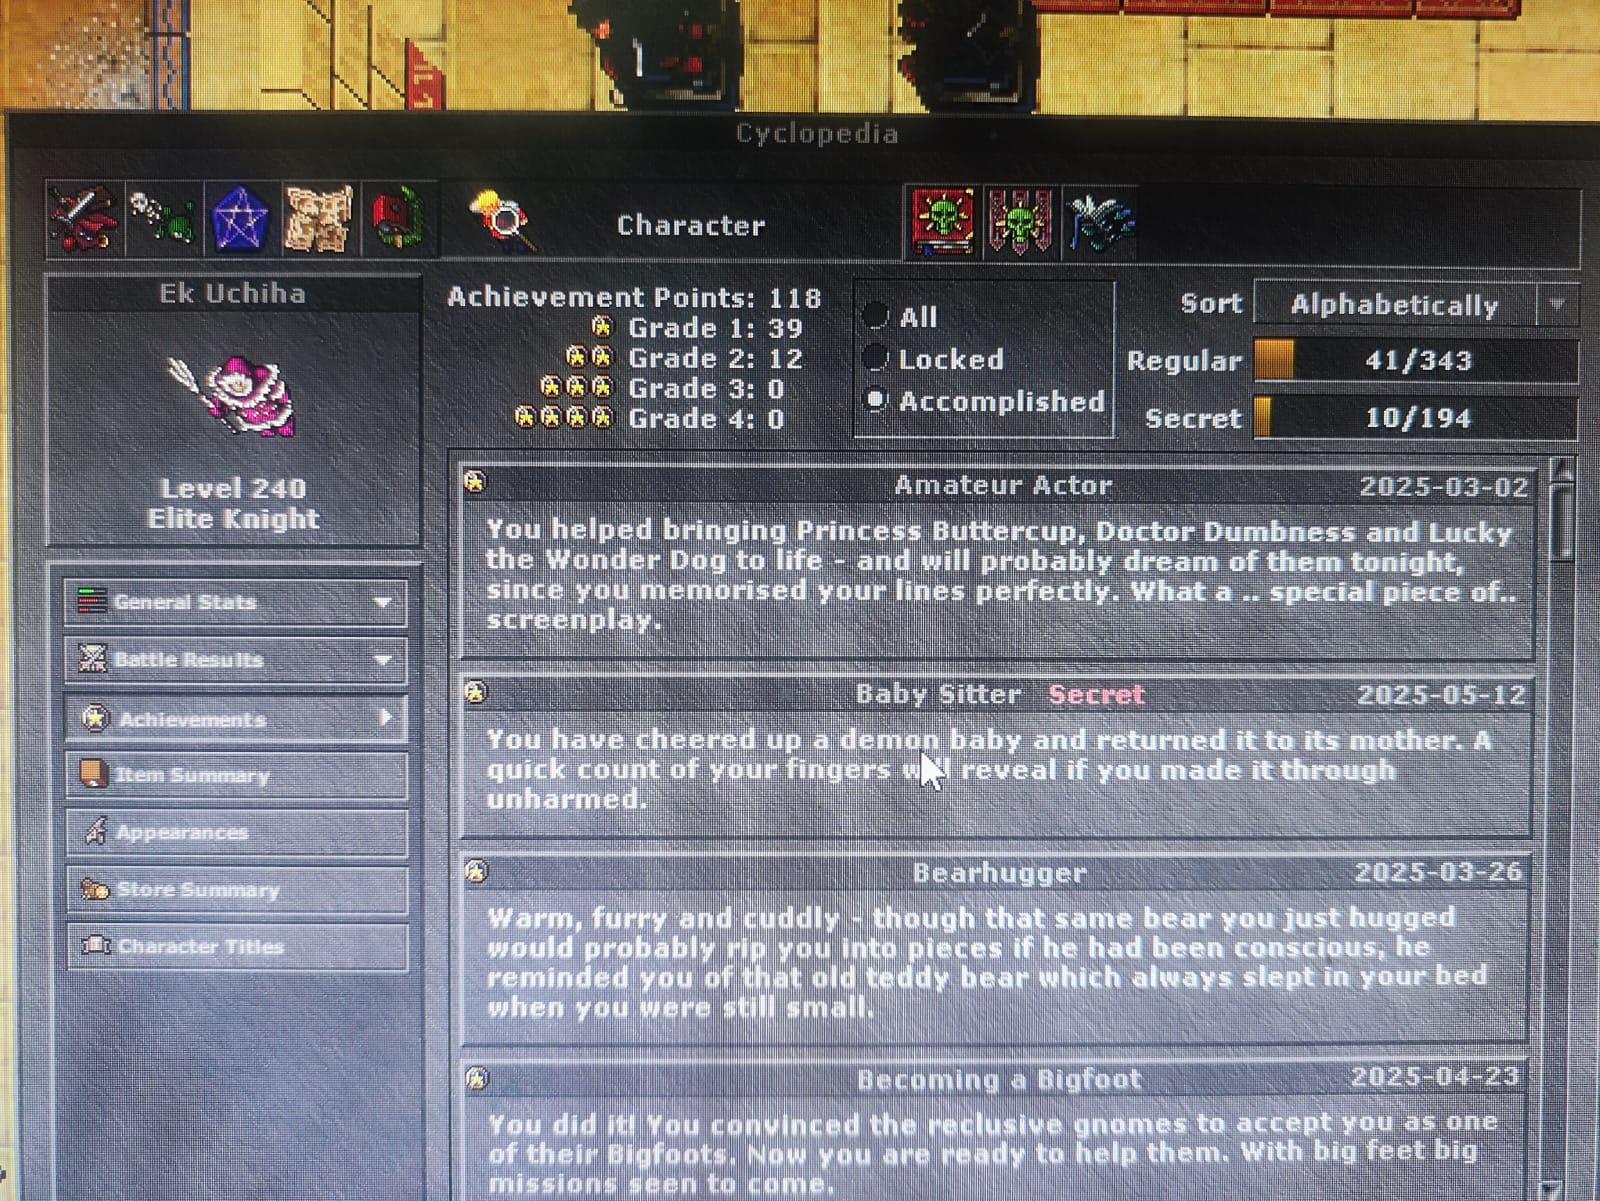 Cyclopedia
Character
Ek Uchiha
Level 240
Elite Knight
General Stats
Battle Results
Achievements
Item Summary
Appearances
Store Summary
Character Titles
Achievement Points: 118
Grade 1: 39
Grade 2: 12
Grade 3: 0
Grade 4: 0
All
Locked
Accomplished
Sort Alphabetically
Regular 41/343
Secret 10/194
Amateur Actor 2025-03-02
You helped bringing Princess Buttercup, Doctor Dumbness and Lucky
the Wonder Dog to life - and will probably dream of them tonight,
since you memorised your lines perfectly. What a .. special piece of..
screenplay.
Baby Sitter Secret 2025-05-12
You have cheered up a demon baby and returned it to its mother. A
quick count of your fingers will reveal if you made it through
unharmed.
Bearhugger 2025-03-26
Warm, furry and cuddly - though that same bear you just hugged
would probably rip you into pieces if he had been conscious, he
reminded you of that old teddy bear which always slept in your bed
when you were still small.
Becoming a Bigfoot 2025-04-23
You did it! You convinced the reclusive gnomes to accept you as one
of their Bigfoots. Now you are ready to help them. With big feet big
missions seen to come.